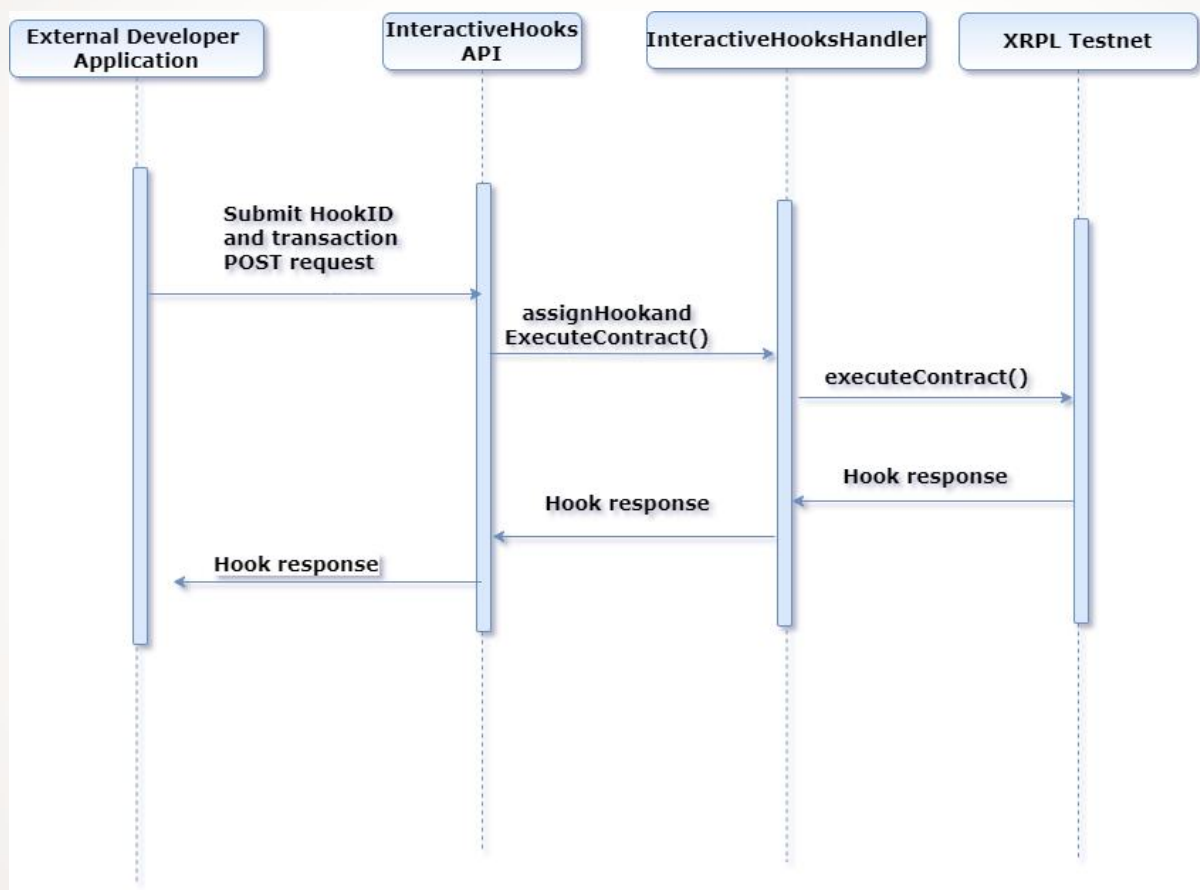 External Developer
Application
InteractiveHooks
API
InteractiveHooksHandler
XRPL Testnet
Submit HookID
and transaction
POST request
assignHookand
ExecuteContract()
executeContract()
Hook response
Hook response
Hook response